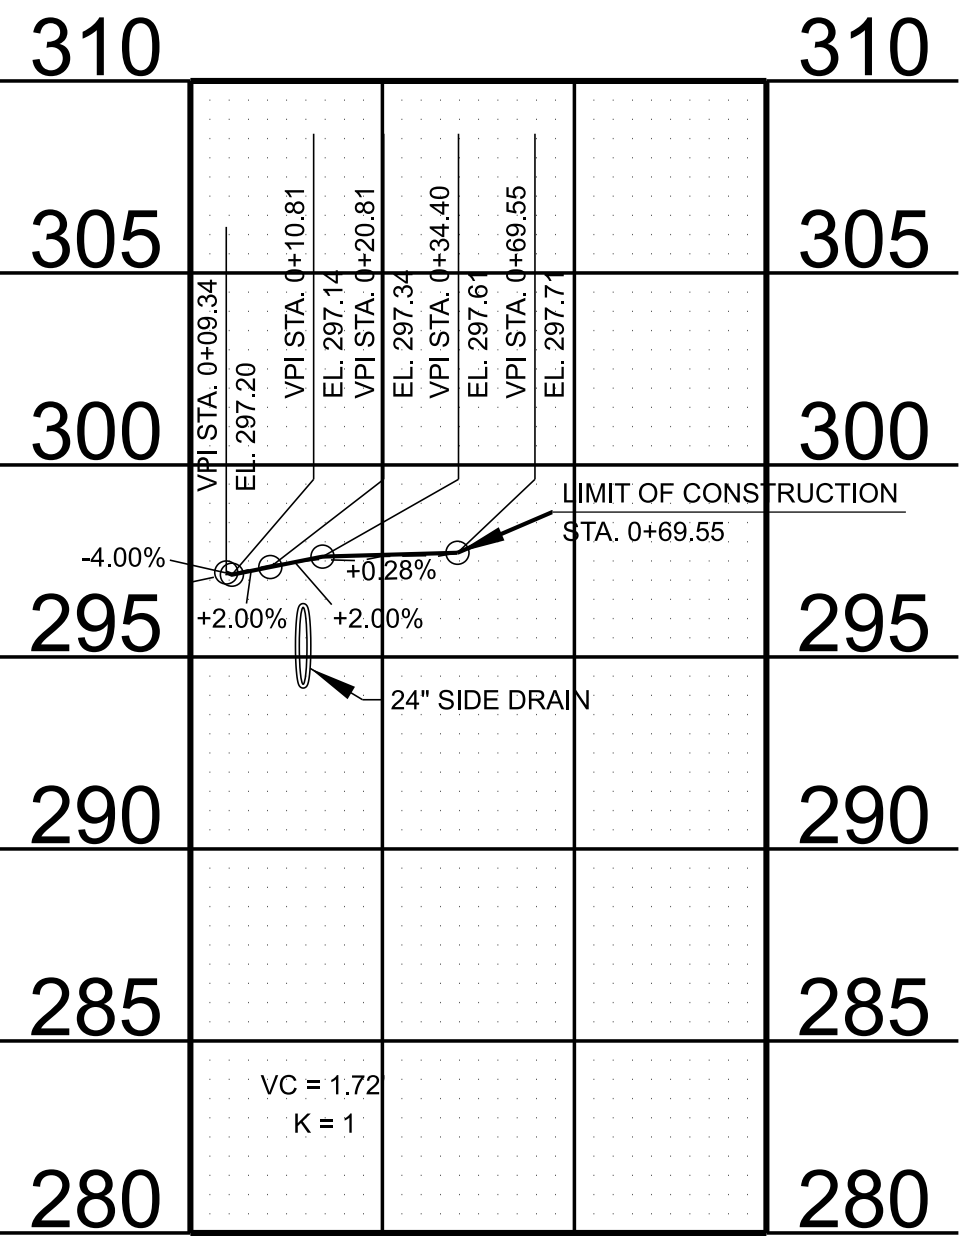 310
310
305
305
300
300
295
295
290
290
285
285
280
280
VPI STA. 0+09.34
EL. 297.20
VPI STA. 0+10.81
EL. 297.14
VPI STA. 0+20.81
EL. 297.34
VPI STA. 0+34.40
EL. 297.61
VPI STA. 0+69.55
EL. 297.71
LIMIT OF CONSTRUCTION
STA. 0+69.55
-4.00%
+0.28%
+2.00%
+2.00%
24" SIDE DRAIN
VC = 1.72'
K = 1